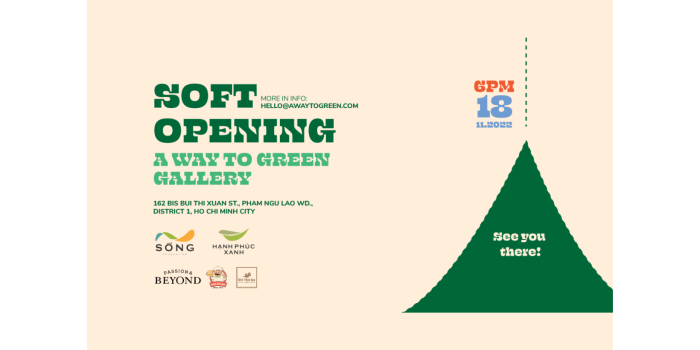 SOFT
MORE IN INFO:
HELLO@AWAYTOGREEN.COM
OPENING
A WAY TO GREEN
GALLERY
162 BIS BUI THI XUAN ST., PHAM NGU LAO WD.,
DISTRICT 1, HO CHI MINH CITY
SỐNG
HẠNH PHÚC
XANH
PASSION &
BEYOND
6PM
18
11.2022
See you
there!